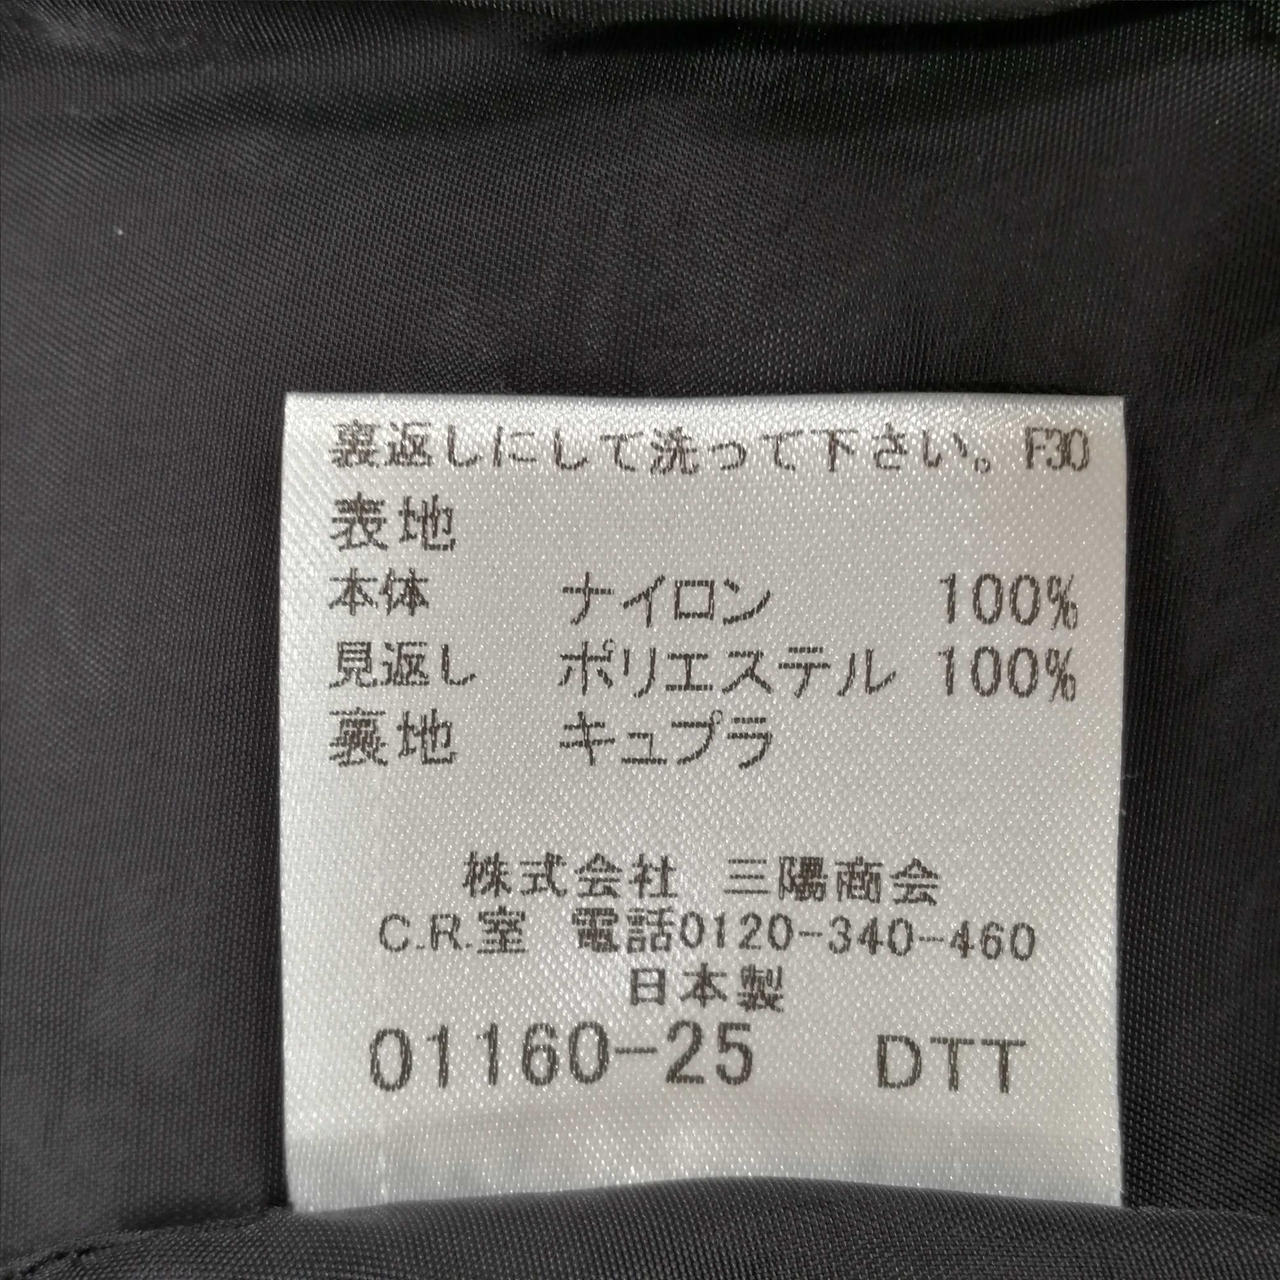 裏返しにして洗って下さい。F30
表地
本体 ナイロン 100%
見返し ポリエステル 100%
裏地 キュプラ
株式会社 三陽商会
C.R.室 電話0120-340-460
日本製
01160-25 DTT